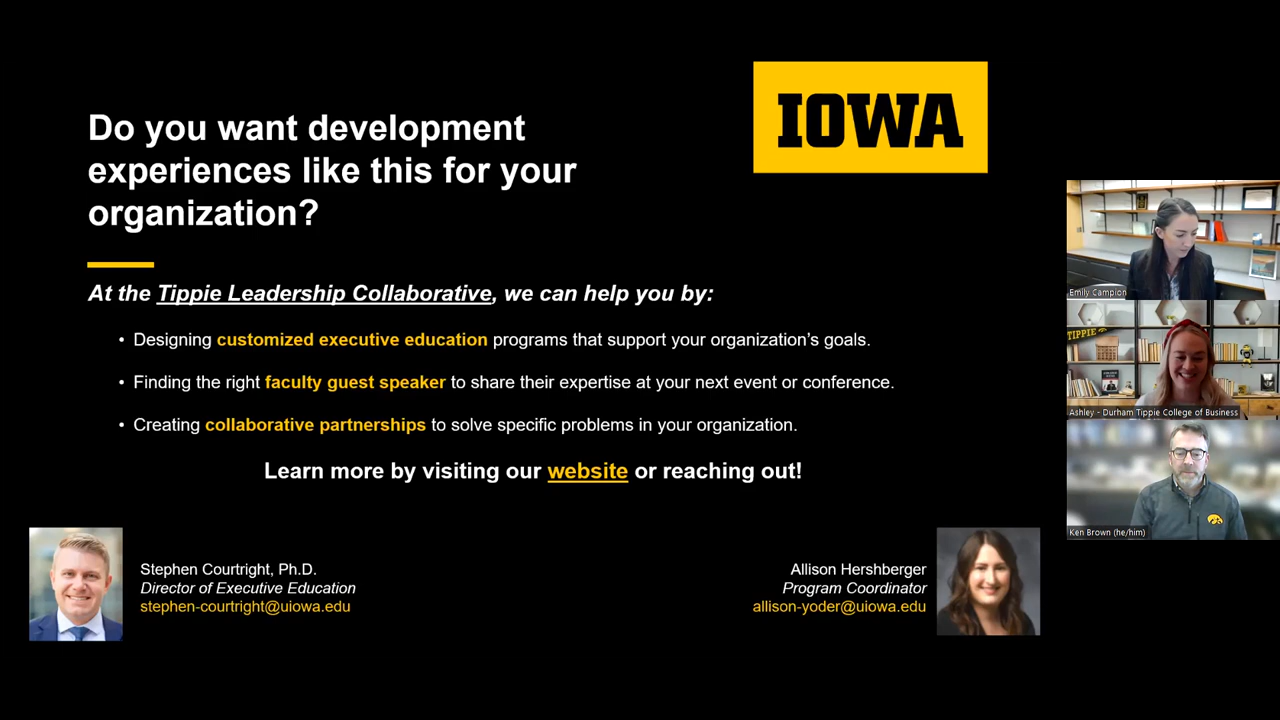 IOWA
Do you want development
experiences like this for your
organization?
At the Tippie Leadership Collaborative, we can help you by:
• Designing customized executive education programs that support your organization’s goals.
• Finding the right faculty guest speaker to share their expertise at your next event or conference.
• Creating collaborative partnerships to solve specific problems in your organization.
Learn more by visiting our website or reaching out!
Stephen Courtright, Ph.D.
Director of Executive Education
stephen-courtright@uiowa.edu
Allison Hershberger
Program Coordinator
allison-yoder@uiowa.edu
Emily Campion
TIPPIE
Ashley - Durham Tippie College of Business
Ken Brown (he/him)